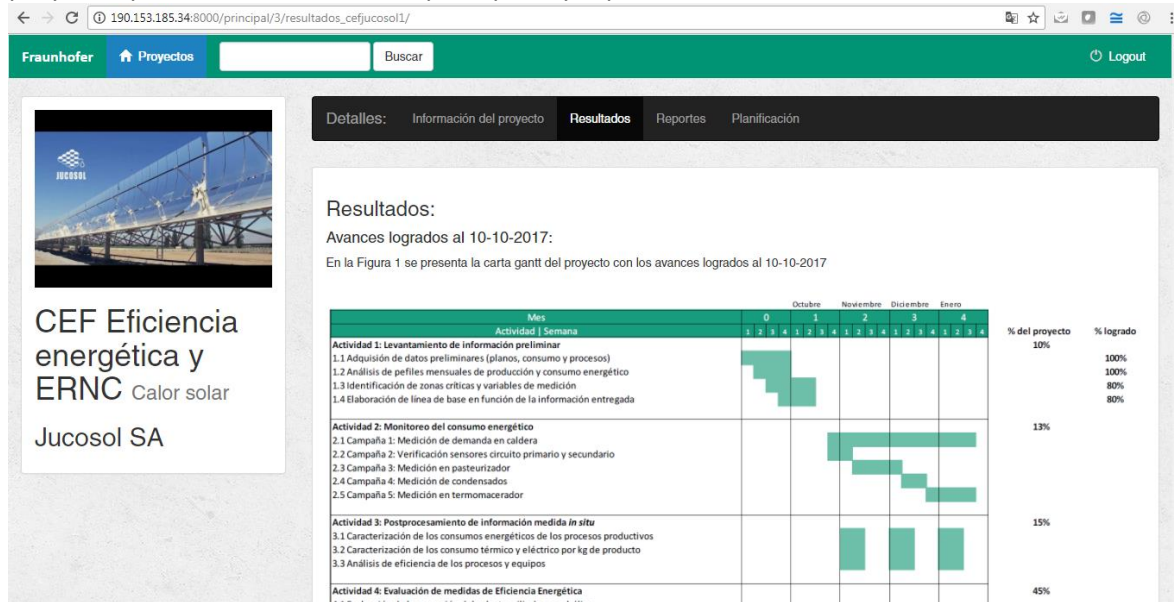 190.153.185.34:8000/principal/3/resultados_cefjucosol1/
Fraunhofer Proyectos Buscar Logout
JUCOSOL
CEF Eficiencia
energética y
ERNC Calor solar
Jucosol SA
Detalles: Información del proyecto Resultados Reportes Planificación
Resultados:
Avances logrados al 10-10-2017:
En la Figura 1 se presenta la carta gantt del proyecto con los avances logrados al 10-10-2017
Octubre Noviembre Diciembre Enero
Mes 0 1 2 3 4
Actividad | Semana 1 2 3 4 1 2 3 4 1 2 3 4 1 2 3 4 1 2 3 4 % del proyecto % logrado
Actividad 1: Levantamiento de información preliminar 10%
1.1 Adquisión de datos preliminares (planos, consumo y procesos) 100%
1.2 Análisis de pefiles mensuales de producción y consumo energético 100%
1.3 Identificación de zonas críticas y variables de medición 80%
1.4 Elaboración de línea de base en función de la información entregada 80%
Actividad 2: Monitoreo del consumo energético 13%
2.1 Campaña 1: Medición de demanda en caldera
2.2 Campaña 2: Verificación sensores circuito primario y secundario
2.3 Campaña 3: Medición en pasteurizador
2.4 Campaña 4: Medición de condensados
2.5 Campaña 5: Medición en termomacerador
Actividad 3: Postprocesamiento de información medida in situ 15%
3.1 Caracterización de los consumos energéticos de los procesos productivos
3.2 Caracterización de los consumo térmico y eléctrico por kg de producto
3.3 Análisis de eficiencia de los procesos y equipos
Actividad 4: Evaluación de medidas de Eficiencia Energética 45%